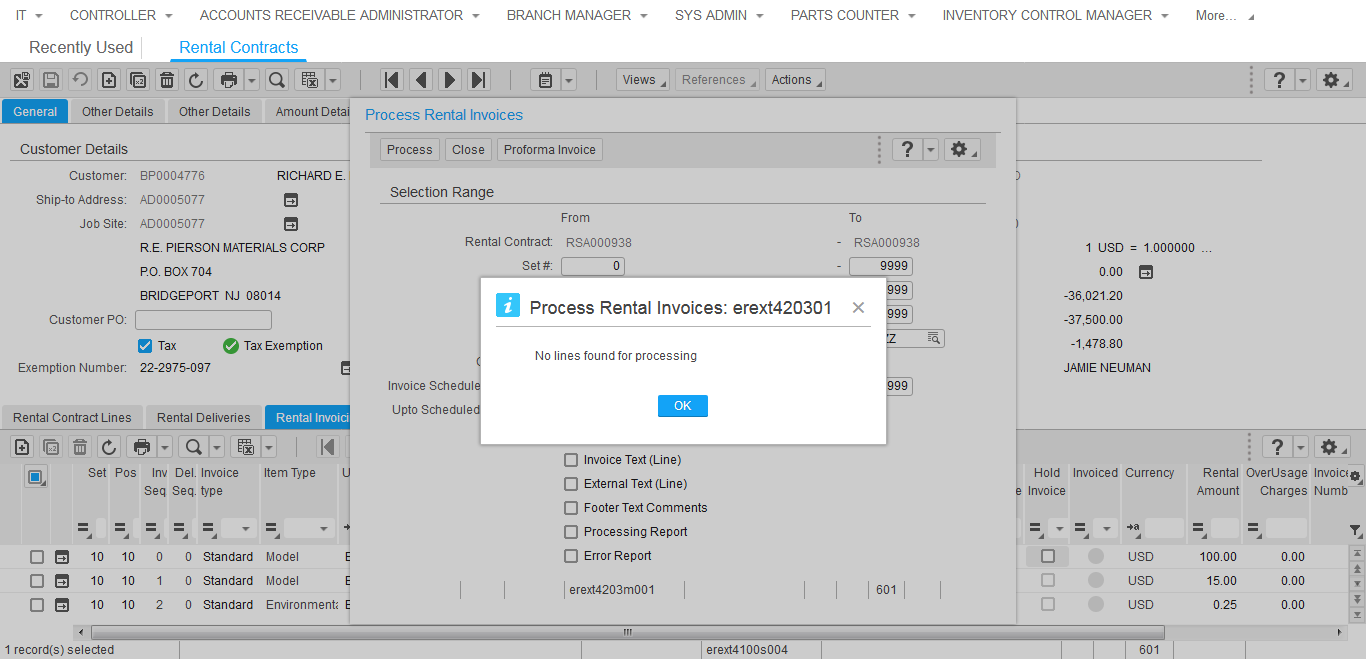 IT CONTROLLER ACCOUNTS RECEIVABLE ADMINISTRATOR BRANCH MANAGER SYS ADMIN PARTS COUNTER INVENTORY CONTROL MANAGER More...
Recently Used Rental Contracts
Views References Actions ?
General Other Details Other Details Amount Detai
Process Rental Invoices
Process Close Proforma Invoice ?
Customer Details
Customer: BP0004776 RICHARD E.
Ship-to Address: AD0005077
Job Site: AD0005077
R.E. PIERSON MATERIALS CORP
P.O. BOX 704
BRIDGEPORT NJ 08014
Customer PO:
Tax Tax Exemption
Exemption Number: 22-2975-097
Selection Range
From To
Rental Contract: RSA000938 - RSA000938
Set #: 0 - 9999
999
999
ZZ
Invoice Schedule 999
Upto Scheduled
1 USD = 1.000000 ...
0.00
-36,021.20
-37,500.00
-1,478.80
JAMIE NEUMAN
i Process Rental Invoices: erext420301
No lines found for processing
OK
Invoice Text (Line)
External Text (Line)
Footer Text Comments
Processing Report
Error Report
erext4203m001 601
Rental Contract Lines Rental Deliveries Rental Invoici
?
Set Pos Inv Seq. Del. Seq. Invoice type Item Type U e Hold Invoice Invoiced Currency Rental Amount OverUsage Charges Invoice Numb
10 10 0 0 Standard Model E USD 100.00 0.00
10 10 1 0 Standard Model E USD 15.00 0.00
10 10 2 0 Standard Environmenta E USD 0.25 0.00
1 record(s) selected erext4100s004 601